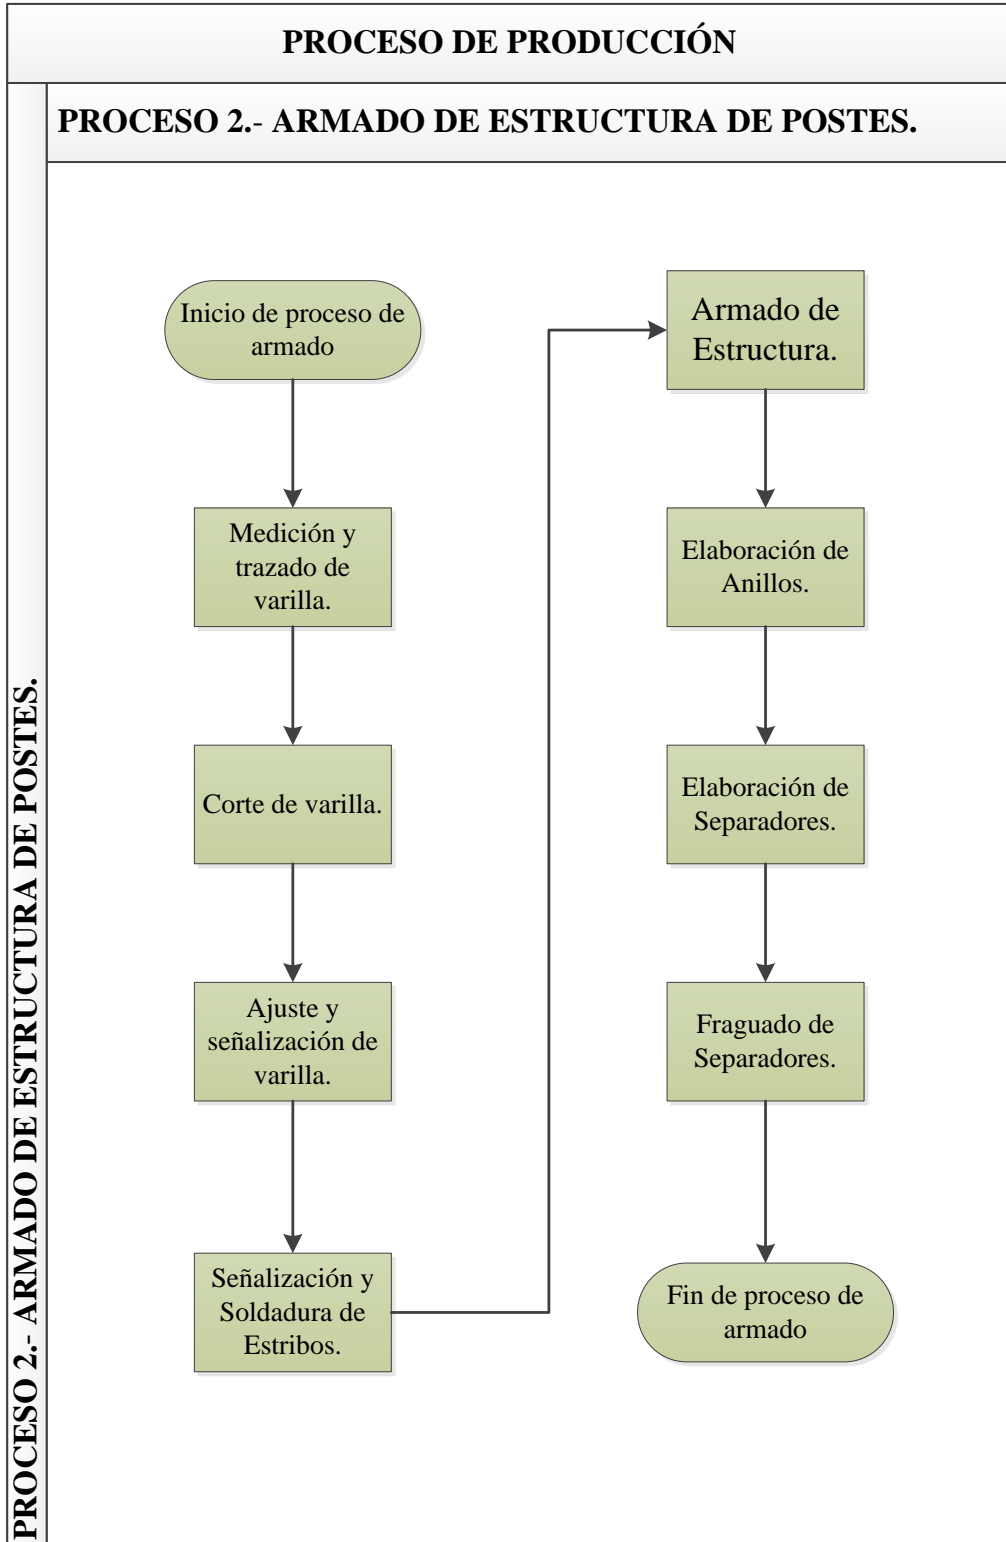 PROCESO DE PRODUCCIÓN
PROCESO 2.- ARMADO DE ESTRUCTURA DE POSTES.
PROCESO 2.- ARMADO DE ESTRUCTURA DE POSTES.
Inicio de proceso de
armado
Medición y
trazado de
varilla.
Corte de varilla.
Ajuste y
señalización de
varilla.
Señalización y
Soldadura de
Estribos.
Armado de
Estructura.
Elaboración de
Anillos.
Elaboración de
Separadores.
Fraguado de
Separadores.
Fin de proceso de
armado